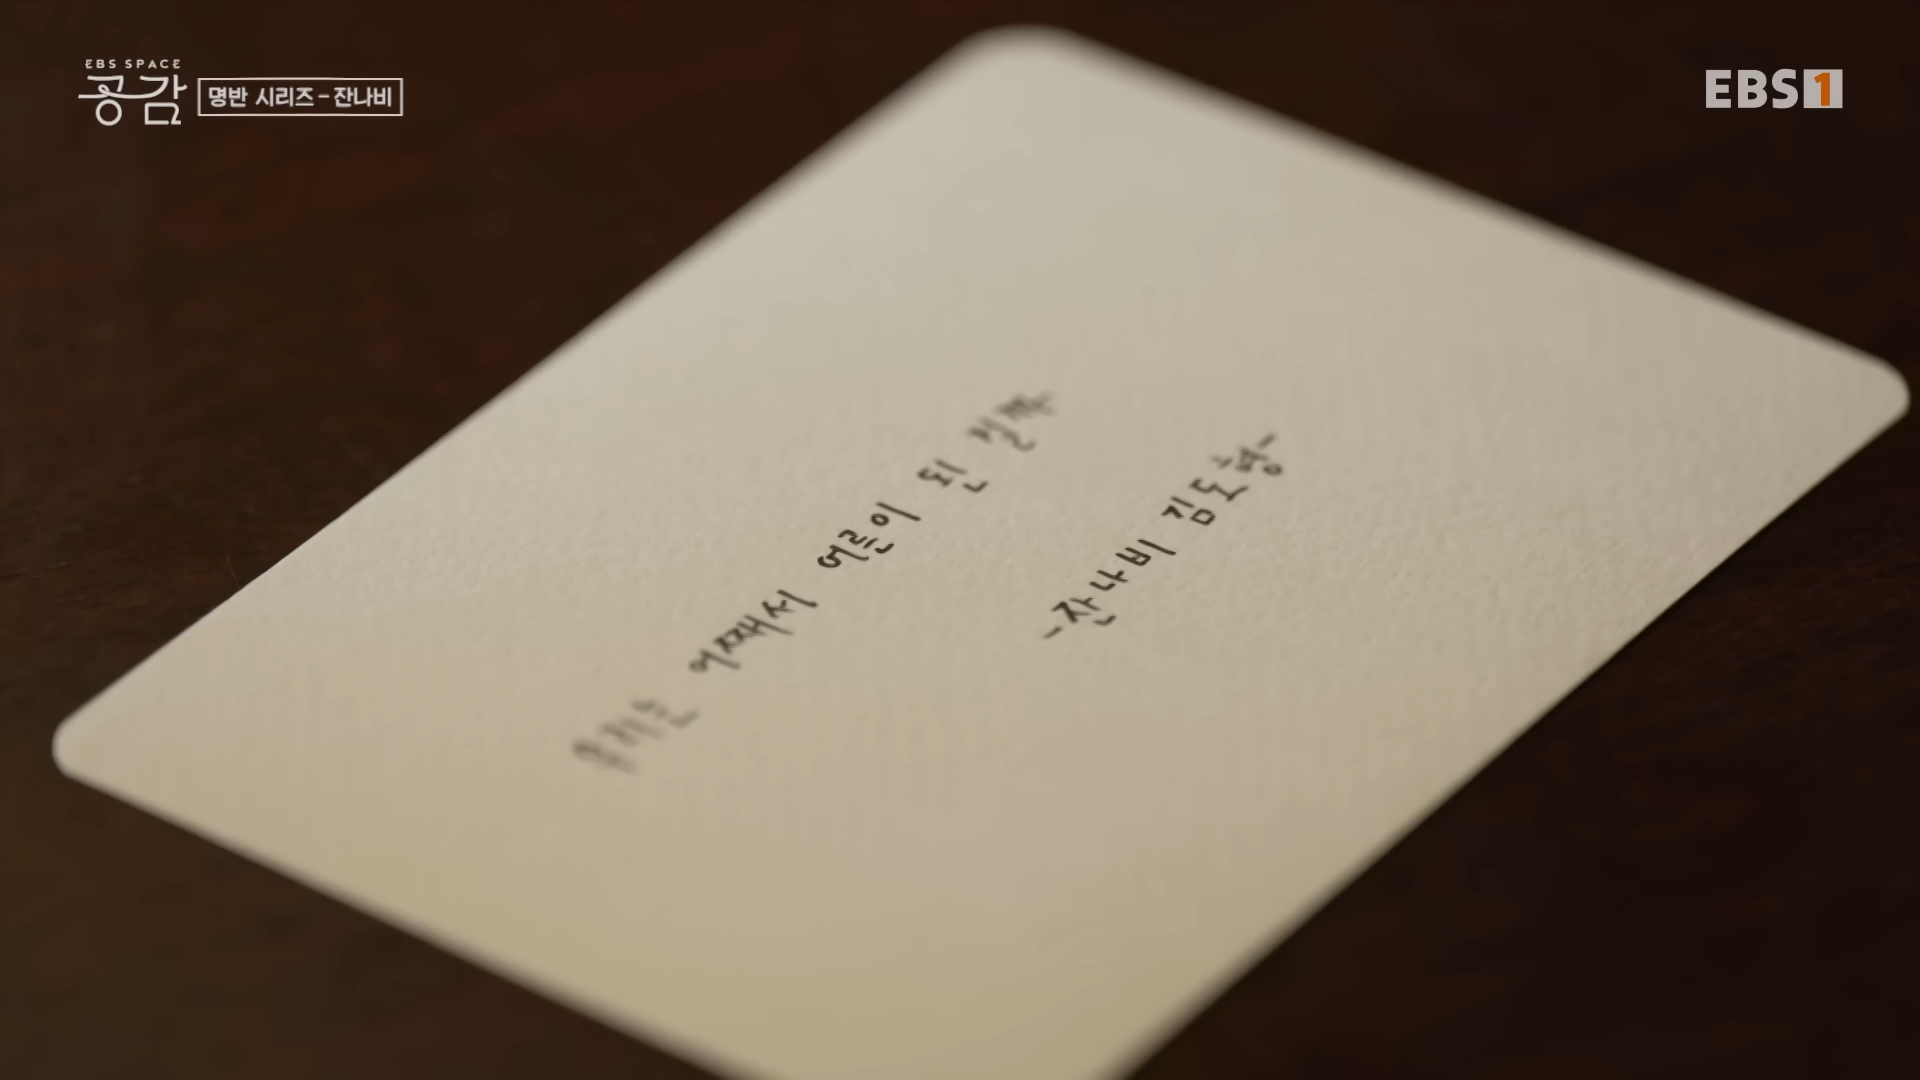 EBS SPACE
공감
명반 시리즈 - 잔나비
EBS1
우리는 어째서 어른이 된 걸까
-잔나비 김도형-